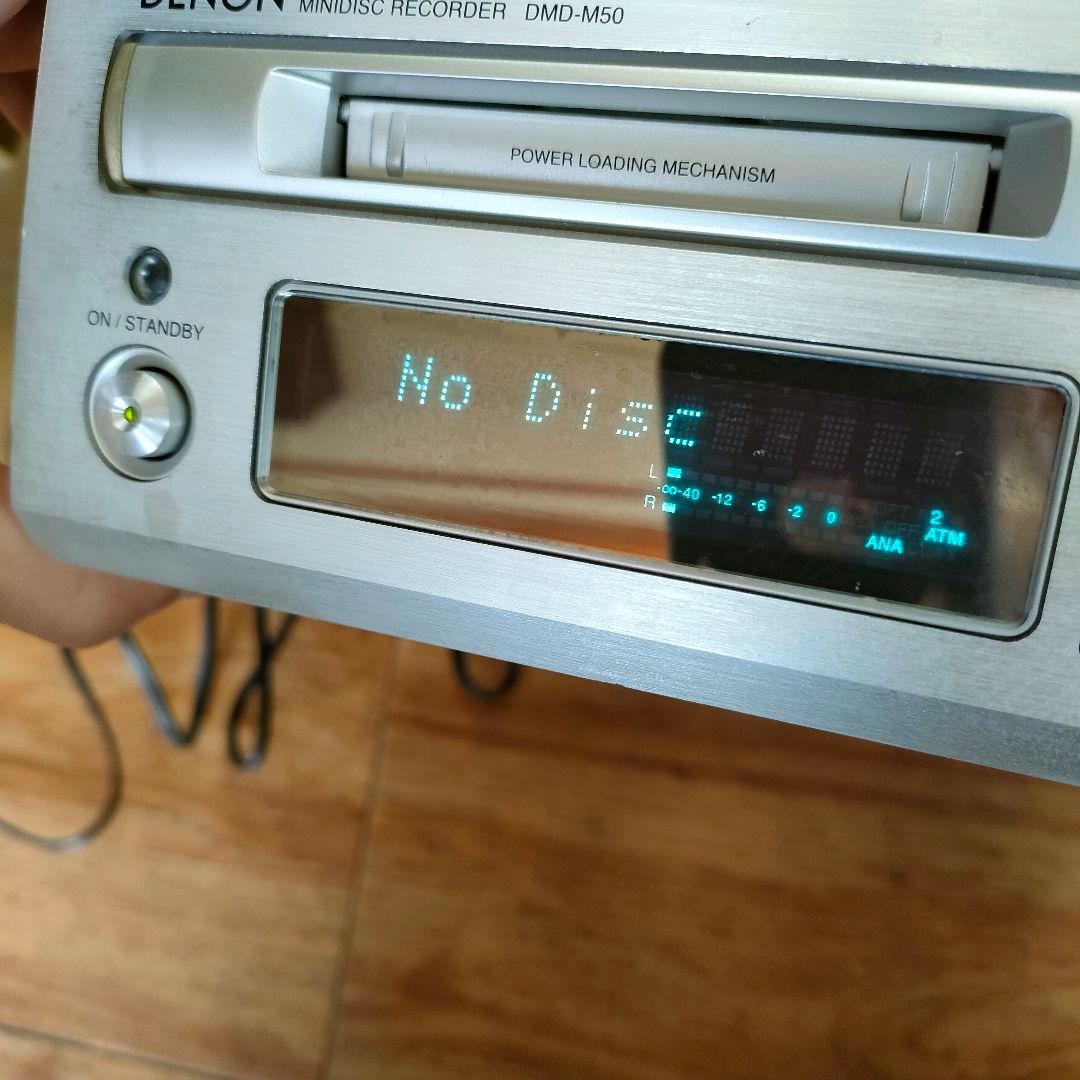 DENON MINIDISC RECORDER DMD-M50
POWER LOADING MECHANISM
ON / STANDBY
No Disc
L
-∞ -40 -12 -6 -2 0
R
2
ANA ATM